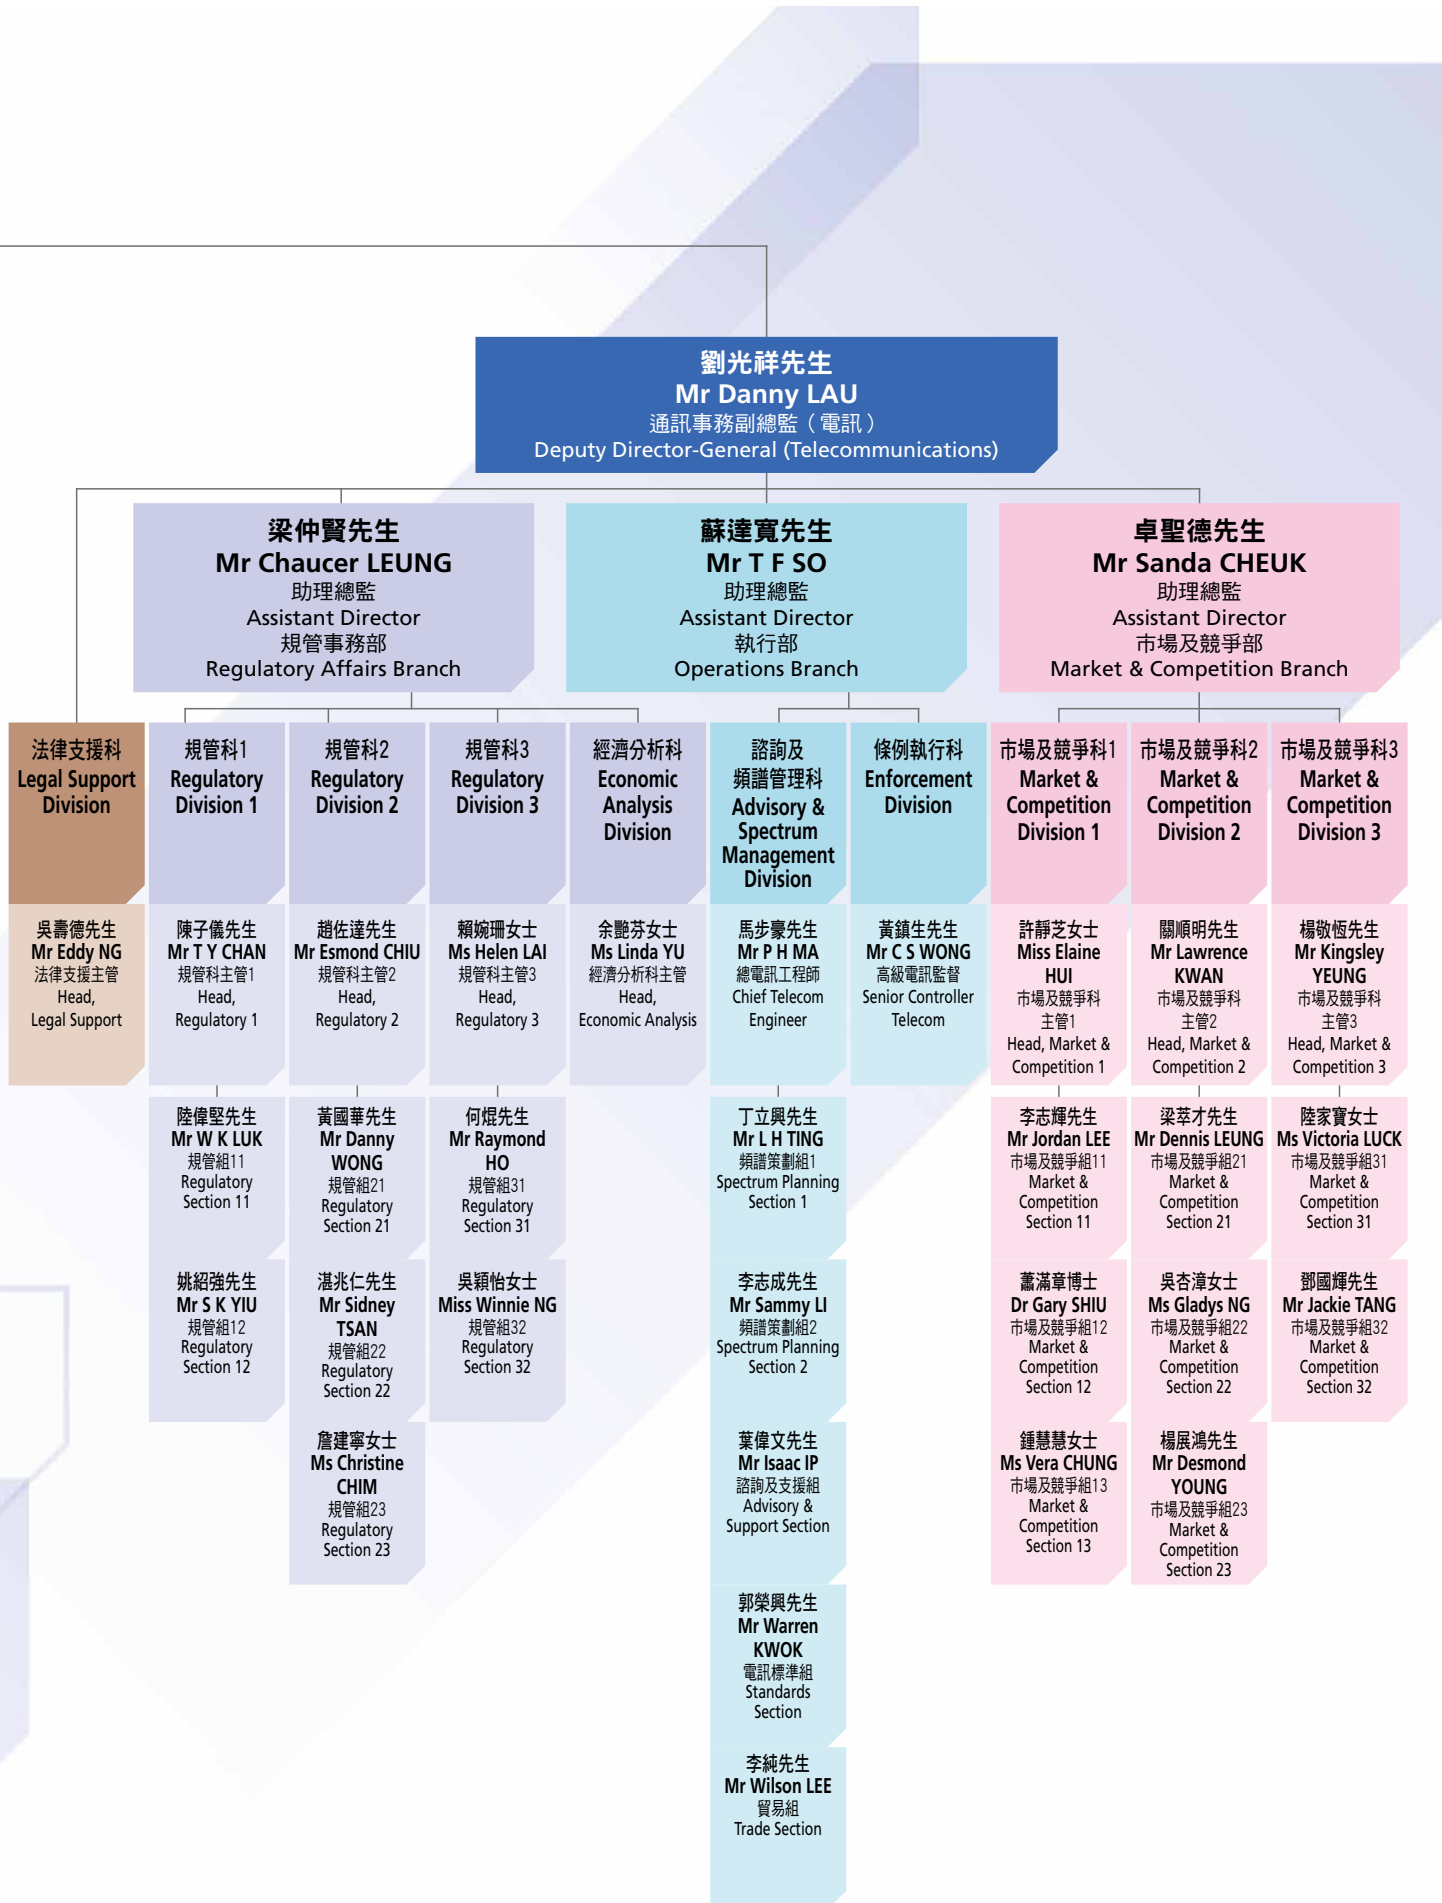 劉光祥先生
Mr Danny LAU
通訊事務副總監（電訊）
Deputy Director-General (Telecommunications)
梁仲賢先生
Mr Chaucer LEUNG
助理總監
Assistant Director
規管事務部
Regulatory Affairs Branch
蘇達寬先生
Mr T F SO
助理總監
Assistant Director
執行部
Operations Branch
卓聖德先生
Mr Sanda CHEUK
助理總監
Assistant Director
市場及競爭部
Market & Competition Branch
法律支援科
Legal Support
Division
吳壽德先生
Mr Eddy NG
法律支援主管
Head,
Legal Support
規管科1
Regulatory
Division 1
陳子儀先生
Mr T Y CHAN
規管科主管1
Head,
Regulatory 1
陸偉堅先生
Mr W K LUK
規管組11
Regulatory
Section 11
姚紹強先生
Mr S K YIU
規管組12
Regulatory
Section 12
規管科2
Regulatory
Division 2
趙佐達先生
Mr Esmond CHIU
規管科主管2
Head,
Regulatory 2
黃國華先生
Mr Danny
WONG
規管組21
Regulatory
Section 21
湛兆仁先生
Mr Sidney
TSAN
規管組22
Regulatory
Section 22
詹建寧女士
Ms Christine
CHIM
規管組23
Regulatory
Section 23
規管科3
Regulatory
Division 3
賴婉珊女士
Ms Helen LAI
規管科主管3
Head,
Regulatory 3
何焜先生
Mr Raymond
HO
規管組31
Regulatory
Section 31
吳穎怡女士
Miss Winnie NG
規管組32
Regulatory
Section 32
經濟分析科
Economic
Analysis
Division
余艷芬女士
Ms Linda YU
經濟分析科主管
Head,
Economic Analysis
諮詢及
頻譜管理科
Advisory &
Spectrum
Management
Division
馬步豪先生
Mr P H MA
總電訊工程師
Chief Telecom
Engineer
丁立興先生
Mr L H TING
頻譜策劃組1
Spectrum Planning
Section 1
李志成先生
Mr Sammy LI
頻譜策劃組2
Spectrum Planning
Section 2
葉偉文先生
Mr Isaac IP
諮詢及支援組
Advisory &
Support Section
郭榮興先生
Mr Warren
KWOK
電訊標準組
Standards
Section
李純先生
Mr Wilson LEE
貿易組
Trade Section
條例執行科
Enforcement
Division
黃鎮生先生
Mr C S WONG
高級電訊監督
Senior Controller
Telecom
市場及競爭科1
Market &
Competition
Division 1
許靜芝女士
Miss Elaine
HUI
市場及競爭科
主管1
Head, Market &
Competition 1
李志輝先生
Mr Jordan LEE
市場及競爭組11
Market &
Competition
Section 11
蕭滿章博士
Dr Gary SHIU
市場及競爭組12
Market &
Competition
Section 12
鍾慧慧女士
Ms Vera CHUNG
市場及競爭組13
Market &
Competition
Section 13
市場及競爭科2
Market &
Competition
Division 2
關順明先生
Mr Lawrence
KWAN
市場及競爭科
主管2
Head, Market &
Competition 2
梁萃才先生
Mr Dennis LEUNG
市場及競爭組21
Market &
Competition
Section 21
吳杏漳女士
Ms Gladys NG
市場及競爭組22
Market &
Competition
Section 22
楊展鴻先生
Mr Desmond
YOUNG
市場及競爭組23
Market &
Competition
Section 23
市場及競爭科3
Market &
Competition
Division 3
楊敬恆先生
Mr Kingsley
YEUNG
市場及競爭科
主管3
Head, Market &
Competition 3
陸家寶女士
Ms Victoria LUCK
市場及競爭組31
Market &
Competition
Section 31
鄧國輝先生
Mr Jackie TANG
市場及競爭組32
Market &
Competition
Section 32